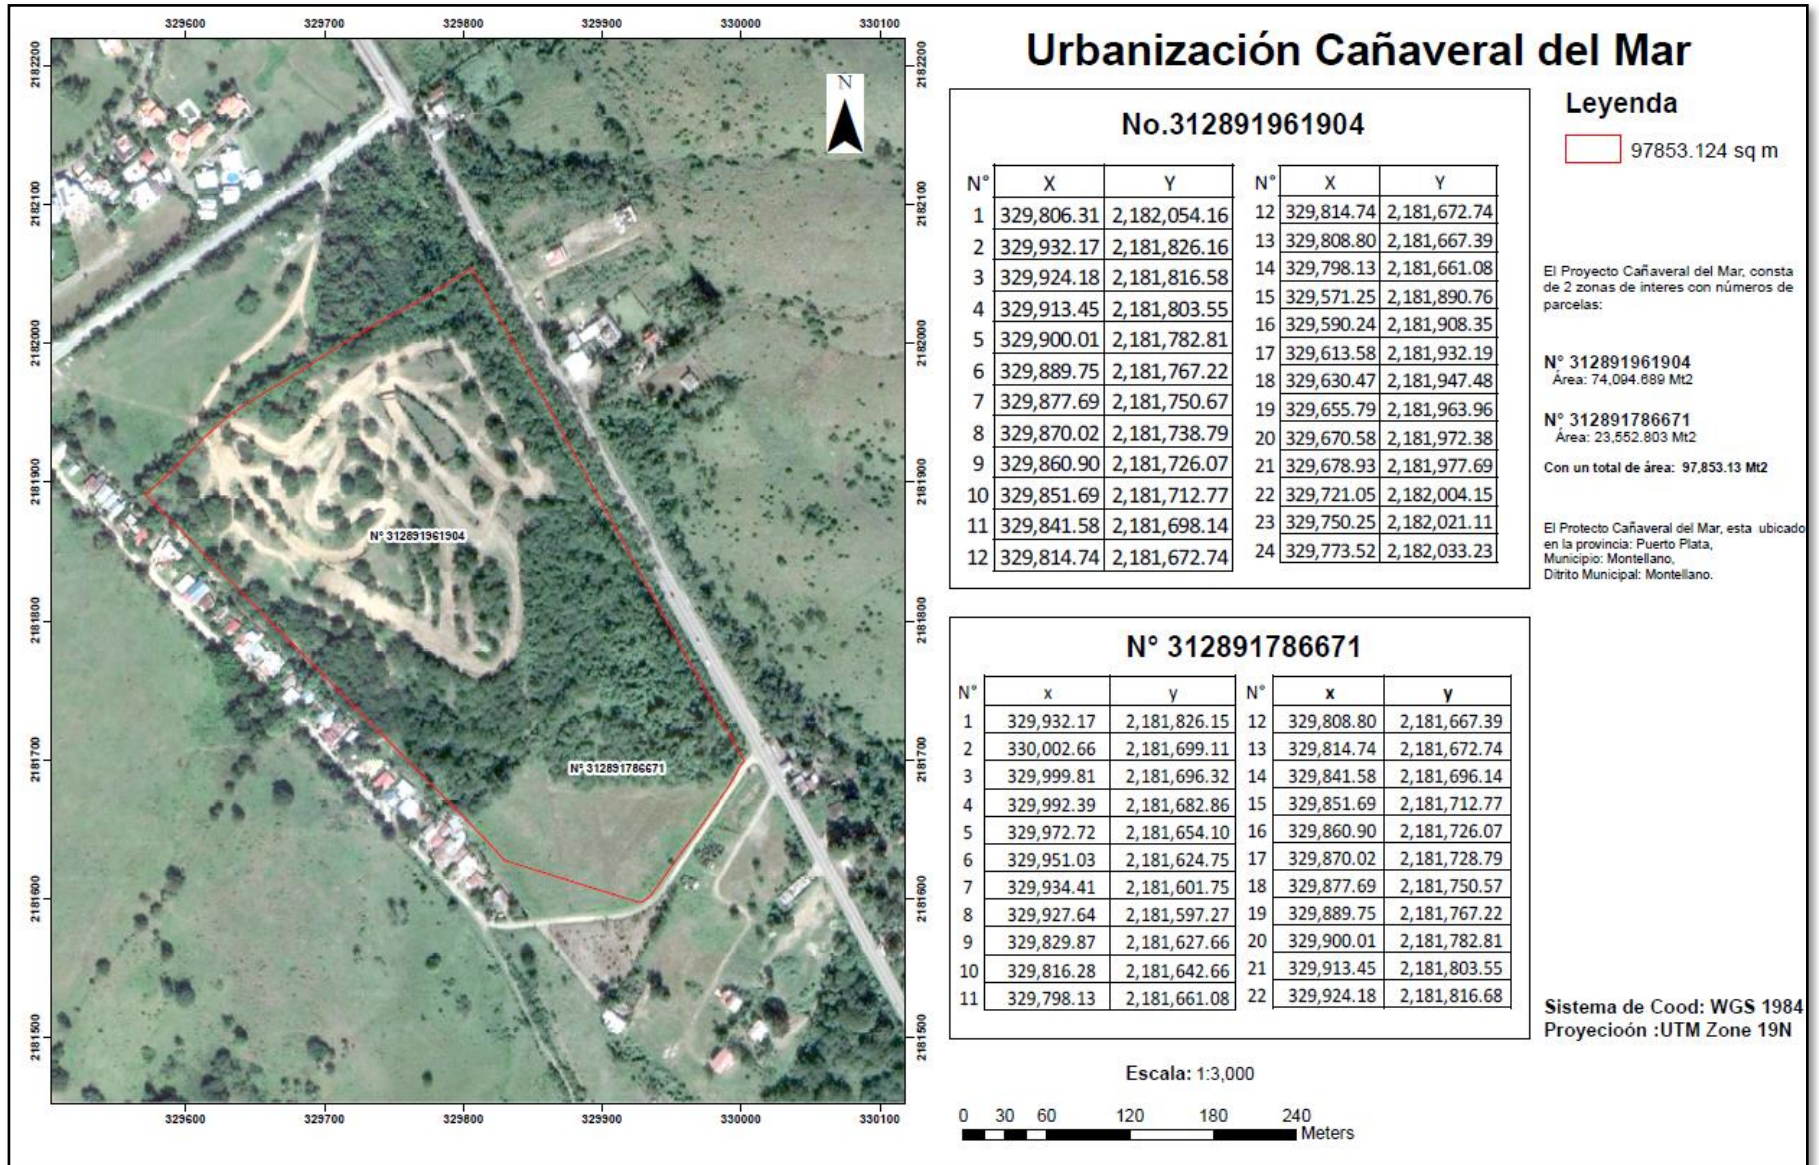 329600 329700 329800 329900 330000 330100
2182200
2182100
2182000
2181900
2181800
2181700
2181600
2181500
2182200
2182100
2182000
2181900
2181800
2181700
2181600
2181500
329600 329700 329800 329900 330000 330100
N
N° 312891961904
N° 312891786671
Urbanización Cañaveral del Mar
No.312891961904
N° X Y
1 329,806.31 2,182,054.16
2 329,932.17 2,181,826.16
3 329,924.18 2,181,816.58
4 329,913.45 2,181,803.55
5 329,900.01 2,181,782.81
6 329,889.75 2,181,767.22
7 329,877.69 2,181,750.67
8 329,870.02 2,181,738.79
9 329,860.90 2,181,726.07
10 329,851.69 2,181,712.77
11 329,841.58 2,181,698.14
12 329,814.74 2,181,672.74
N° X Y
12 329,814.74 2,181,672.74
13 329,808.80 2,181,667.39
14 329,798.13 2,181,661.08
15 329,571.25 2,181,890.76
16 329,590.24 2,181,908.35
17 329,613.58 2,181,932.19
18 329,630.47 2,181,947.48
19 329,655.79 2,181,963.96
20 329,670.58 2,181,972.38
21 329,678.93 2,181,977.69
22 329,721.05 2,182,004.15
23 329,750.25 2,182,021.11
24 329,773.52 2,182,033.23
N° 312891786671
N° x y
1 329,932.17 2,181,826.15
2 330,002.66 2,181,699.11
3 329,999.81 2,181,696.32
4 329,992.39 2,181,682.86
5 329,972.72 2,181,654.10
6 329,951.03 2,181,624.75
7 329,934.41 2,181,601.75
8 329,927.64 2,181,597.27
9 329,829.87 2,181,627.66
10 329,816.28 2,181,642.66
11 329,798.13 2,181,661.08
N° x y
12 329,808.80 2,181,667.39
13 329,814.74 2,181,672.74
14 329,841.58 2,181,696.14
15 329,851.69 2,181,712.77
16 329,860.90 2,181,726.07
17 329,870.02 2,181,728.79
18 329,877.69 2,181,750.57
19 329,889.75 2,181,767.22
20 329,900.01 2,181,782.81
21 329,913.45 2,181,803.55
22 329,924.18 2,181,816.68
Escala: 1:3,000
0 30 60 120 180 240
Meters
Leyenda
97853.124 sq m
El Proyecto Cañaveral del Mar, consta
de 2 zonas de interes con números de
parcelas:
N° 312891961904
Área: 74,094.689 Mt2
N° 312891786671
Área: 23,552.803 Mt2
Con un total de área: 97,853.13 Mt2
El Protecto Cañaveral del Mar, esta ubicado
en la provincia: Puerto Plata,
Municipio: Montellano,
Ditrito Municipal: Montellano.
Sistema de Cood: WGS 1984
Proyecioón :UTM Zone 19N